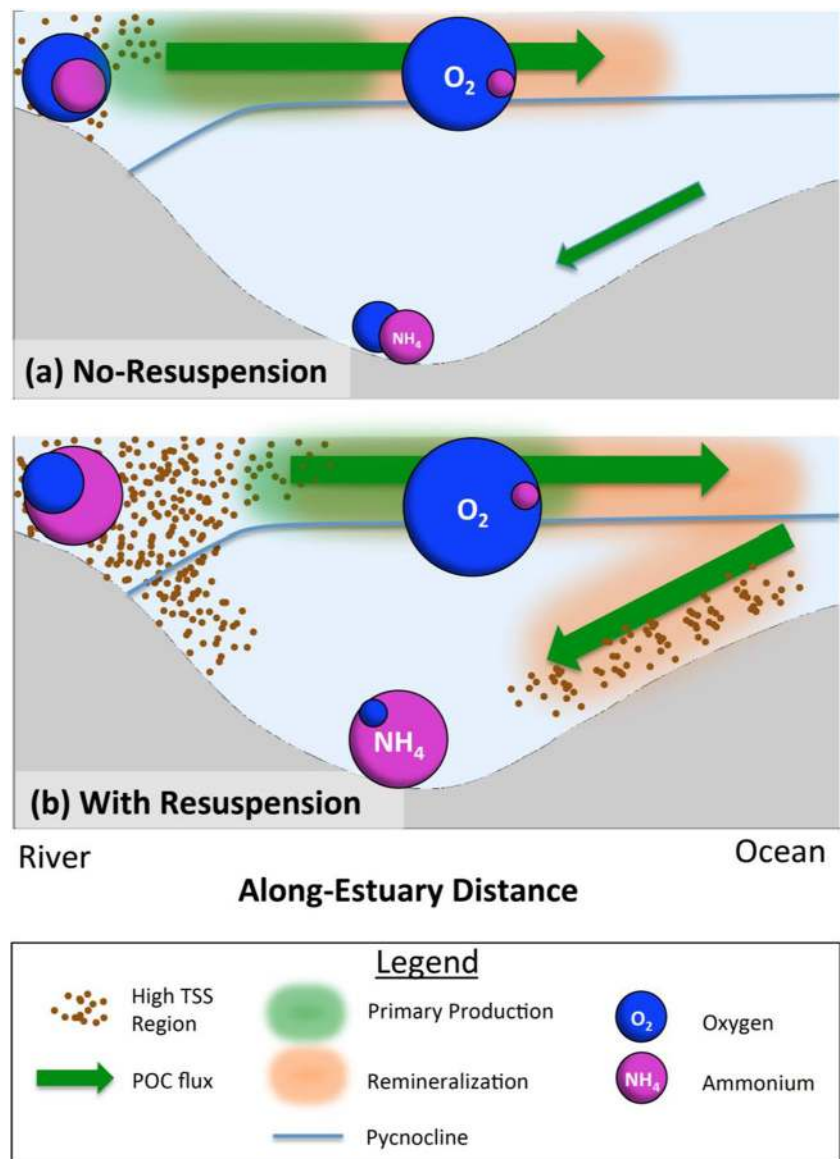 O₂
NH₄
(a) No-Resuspension
O₂
NH₄
(b) With Resuspension
River
Ocean
Along-Estuary Distance
Legend
High TSS
Region
Primary Production
O₂
Oxygen
POC flux
Remineralization
NH₄
Ammonium
Pycnocline